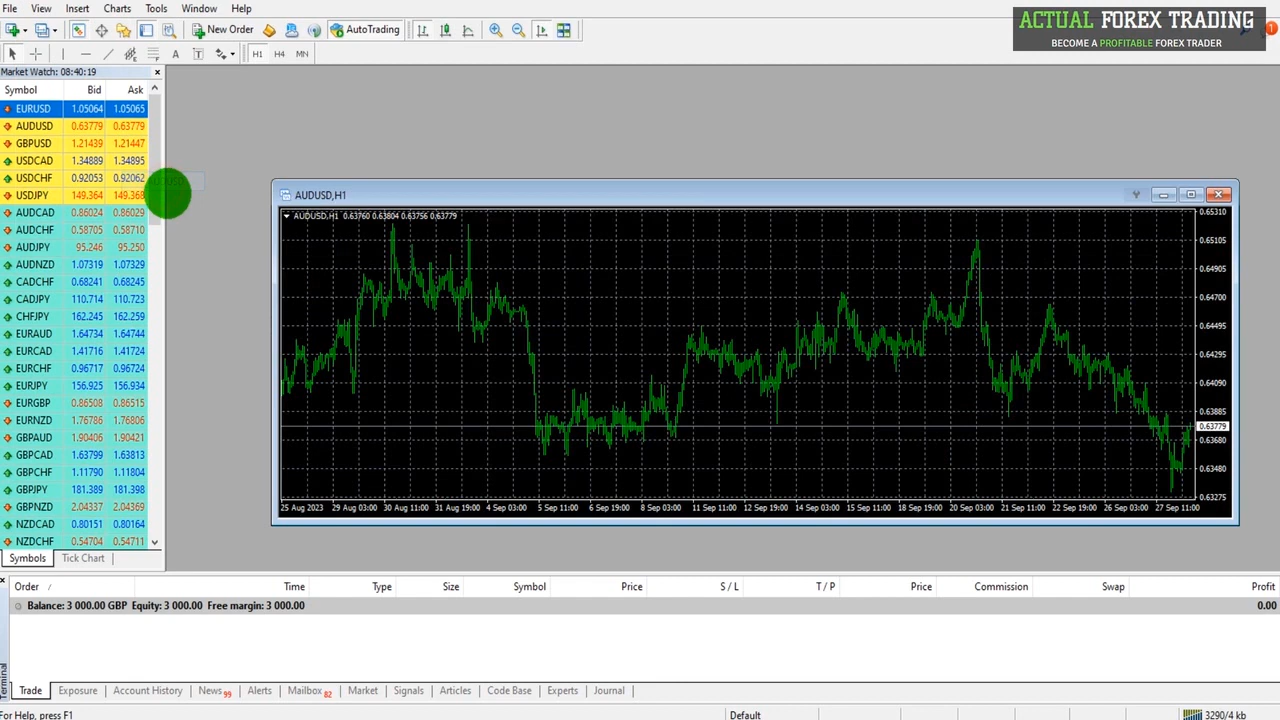 File View Insert Charts Tools Window Help
ACTUAL FOREX TRADING
BECOME A PROFITABLE FOREX TRADER
1
New Order AutoTrading
A T H1 H4 MN
Market Watch: 08:40:19
Symbol Bid Ask
EURUSD 1.05064 1.05065
AUDUSD 0.63779 0.63779
GBPUSD 1.21439 1.21447
USDCAD 1.34889 1.34895
USDCHF 0.92053 0.92062
USDJPY 149.364 149.368
AUDCAD 0.86024 0.86029
AUDCHF 0.58705 0.58710
AUDJPY 95.246 95.250
AUDNZD 1.07319 1.07329
CADCHF 0.68241 0.68245
CADJPY 110.714 110.723
CHFJPY 162.245 162.259
EURAUD 1.64734 1.64744
EURCAD 1.41716 1.41724
EURCHF 0.96717 0.96724
EURJPY 156.925 156.934
EURGBP 0.86508 0.86515
EURNZD 1.76786 1.76806
GBPAUD 1.90406 1.90421
GBPCAD 1.63799 1.63813
GBPCHF 1.11790 1.11804
GBPJPY 181.389 181.398
GBPNZD 2.04337 2.04369
NZDCAD 0.80151 0.80164
NZDCHF 0.54704 0.54711
Symbols Tick Chart
AUDUSD,H1
AUDUSD,H1 0.63760 0.63804 0.63756 0.63779
0.65310
0.65105
0.64905
0.64700
0.64495
0.64295
0.64090
0.63885
0.63779
0.63680
0.63480
0.63275
25 Aug 2023 29 Aug 03:00 30 Aug 11:00 31 Aug 19:00 4 Sep 03:00 5 Sep 11:00 6 Sep 19:00 8 Sep 03:00 11 Sep 11:00 12 Sep 19:00 14 Sep 03:00 15 Sep 11:00 18 Sep 19:00 20 Sep 03:00 21 Sep 11:00 22 Sep 19:00 26 Sep 03:00 27 Sep 11:00
Order / Time Type Size Symbol Price S / L T / P Price Commission Swap Profit
Balance: 3 000.00 GBP Equity: 3 000.00 Free margin: 3 000.00 0.00
Terminal
Trade Exposure Account History News 99 Alerts Mailbox 82 Market Signals Articles Code Base Experts Journal
For Help, press F1 Default 3290/4 kb